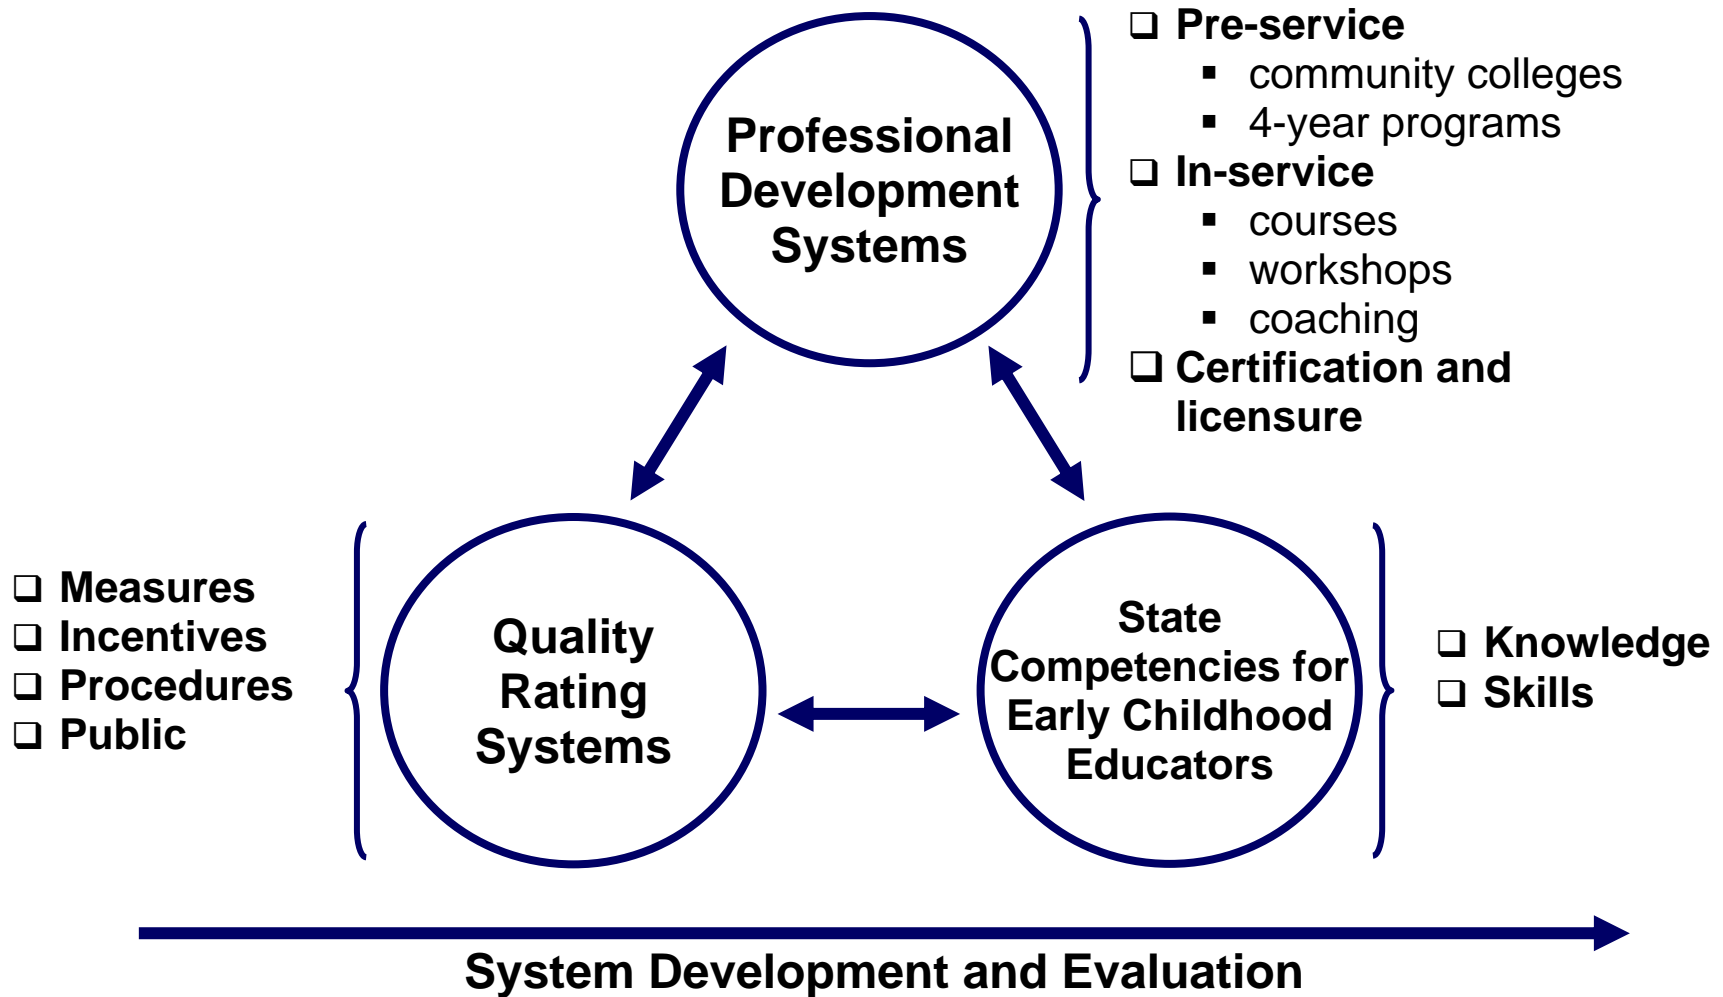 Professional
Development
Systems
❑ Pre-service
▪ community colleges
▪ 4-year programs
❑ In-service
▪ courses
▪ workshops
▪ coaching
❑ Certification and
licensure
❑ Measures
❑ Incentives
❑ Procedures
❑ Public
Quality
Rating
Systems
State
Competencies for
Early Childhood
Educators
❑ Knowledge
❑ Skills
System Development and Evaluation